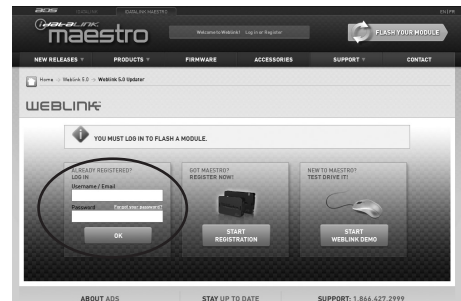 ADS
IDATALINK MAESTRO
EN|FR
iDATALINK
maestro
Welcome to Weblink! Log in or Register
FLASH YOUR MODULE
NEW RELEASES PRODUCTS FIRMWARE ACCESSORIES SUPPORT CONTACT
Home Weblink 5.0 Weblink 5.0 Updater
WEBLINK
YOU MUST LOG IN TO FLASH A MODULE.
ALREADY REGISTERED?
LOG IN
Username / Email
Password Forgot your password?
OK
GOT MAESTRO?
REGISTER NOW!
START
REGISTRATION
NEW TO MAESTRO?
TEST DRIVE IT!
START
WEBLINK DEMO
ABOUT ADS STAY UP TO DATE SUPPORT: 1.866.427.2999